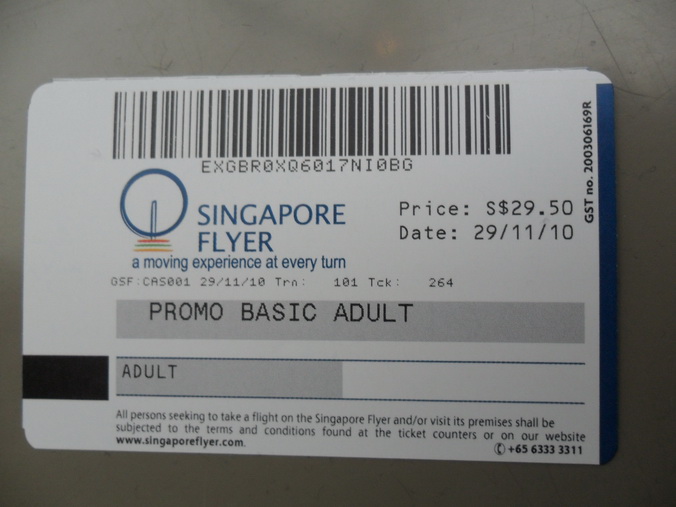 EXGBR0XQ6017NI0BG
SINGAPORE
FLYER
a moving experience at every turn
Price: S$29.50
Date: 29/11/10
GST no. 200306169R
GSF:CAS001 29/11/10 Trn: 101 Tck: 264
PROMO BASIC ADULT
ADULT
All persons seeking to take a flight on the Singapore Flyer and/or visit its premises shall be
subjected to the terms and conditions found at the ticket counters or on our website
www.singaporeflyer.com.
✆ +65 6333 3311